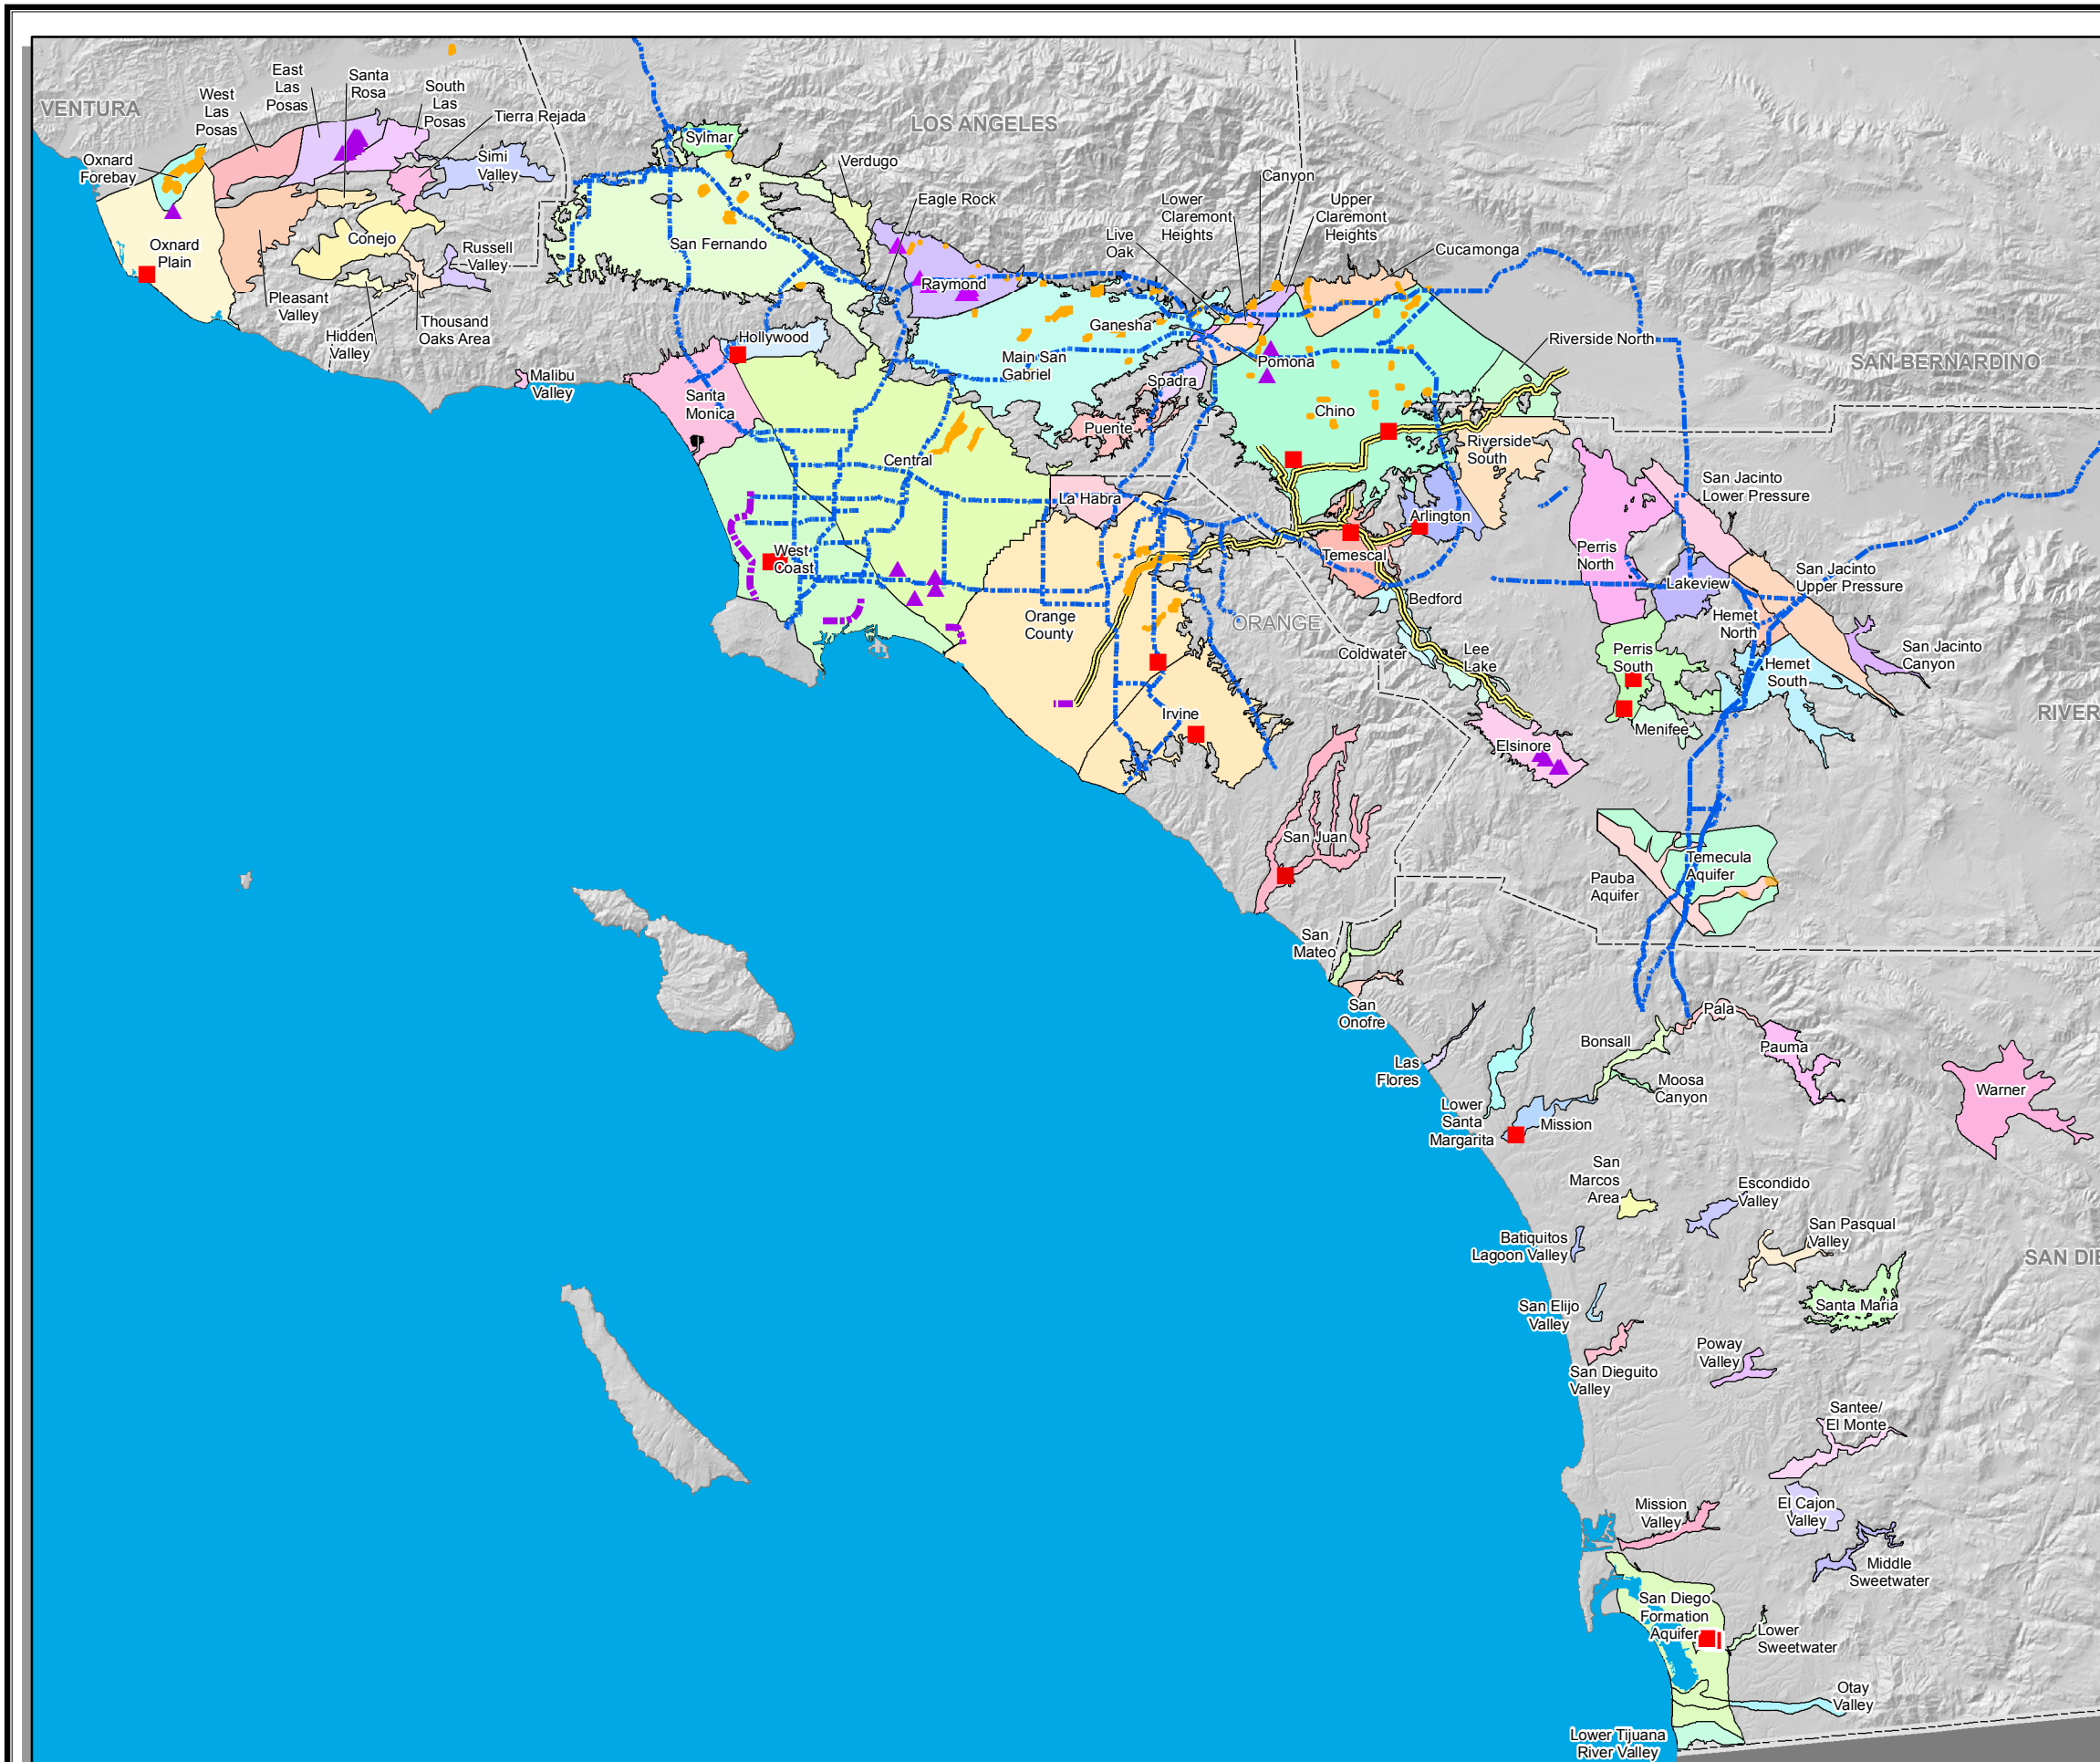 VENTURA
LOS ANGELES
SAN BERNARDINO
ORANGE
RIVER
SAN DIE
Oxnard
Forebay
West
Las
Posas
East
Las
Posas
Santa
Rosa
South
Las
Posas
Tierra Rejada
Simi
Valley
Oxnard
Plain
Conejo
Russell
Valley
Pleasant
Valley
Hidden
Valley
Thousand
Oaks Area
Malibu
Valley
Sylmar
Verdugo
Eagle Rock
San Fernando
Raymond
Hollywood
Santa
Monica
Central
West
Coast
Main San
Gabriel
Puente
Spadra
Ganesha
Live
Oak
Lower
Claremont
Heights
Canyon
Upper
Claremont
Heights
Cucamonga
Pomona
Chino
Riverside North
Riverside
South
Arlington
Temescal
La Habra
Orange
County
Irvine
Bedford
Coldwater
Lee
Lake
Elsinore
Perris
North
San Jacinto
Lower Pressure
Lakeview
San Jacinto
Upper Pressure
Hemet
North
Hemet
South
San Jacinto
Canyon
Perris
South
Menifee
San Juan
Temecula
Aquifer
Pauba
Aquifer
San
Mateo
San
Onofre
Las
Flores
Lower
Santa
Margarita
Mission
Bonsall
Moosa
Canyon
Pala
Pauma
Warner
San
Marcos
Area
Escondido
Valley
Batiquitos
Lagoon Valley
San Pasqual
Valley
Santa Maria
San Elijo
Valley
San Dieguito
Valley
Poway
Valley
Santee/
El Monte
Mission
Valley
El Cajon
Valley
Middle
Sweetwater
San Diego
Formation
Aquifer
Lower
Sweetwater
Otay
Valley
Lower Tijuana
River Valley